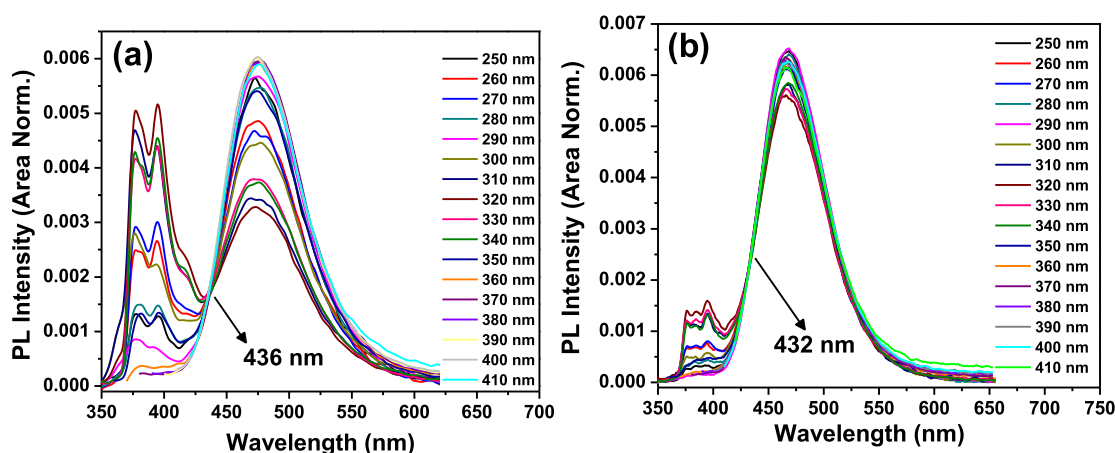 (a)
PL Intensity (Area Norm.)
0.006
0.005
0.004
0.003
0.002
0.001
0.000
350 400 450 500 550 600 650 700
Wavelength (nm)
436 nm
250 nm
260 nm
270 nm
280 nm
290 nm
300 nm
310 nm
320 nm
330 nm
340 nm
350 nm
360 nm
370 nm
380 nm
390 nm
400 nm
410 nm
(b)
PL Intensity (Area Norm.)
0.007
0.006
0.005
0.004
0.003
0.002
0.001
0.000
350 400 450 500 550 600 650 700 750
Wavelength (nm)
432 nm
250 nm
260 nm
270 nm
280 nm
290 nm
300 nm
310 nm
320 nm
330 nm
340 nm
350 nm
360 nm
370 nm
380 nm
390 nm
400 nm
410 nm